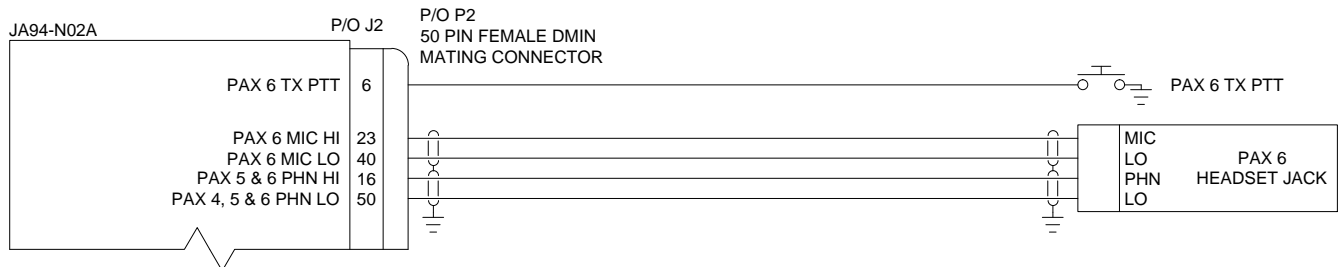 JA94-N02A
P/O J2
P/O P2
50 PIN FEMALE DMIN
MATING CONNECTOR
PAX 6 TX PTT 6
PAX 6 TX PTT
PAX 6 MIC HI 23
PAX 6 MIC LO 40
PAX 5 & 6 PHN HI 16
PAX 4, 5 & 6 PHN LO 50
MIC
LO
PHN
LO
PAX 6
HEADSET JACK